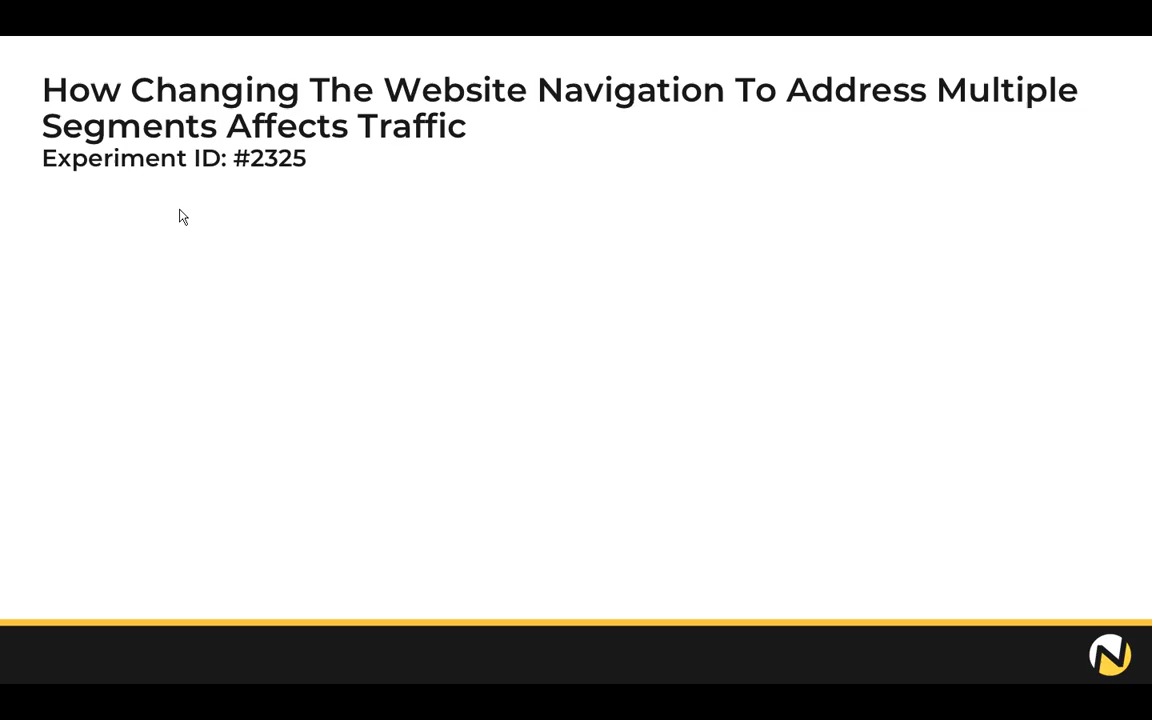 How Changing The Website Navigation To Address Multiple
Segments Affects Traffic
Experiment ID: #2325